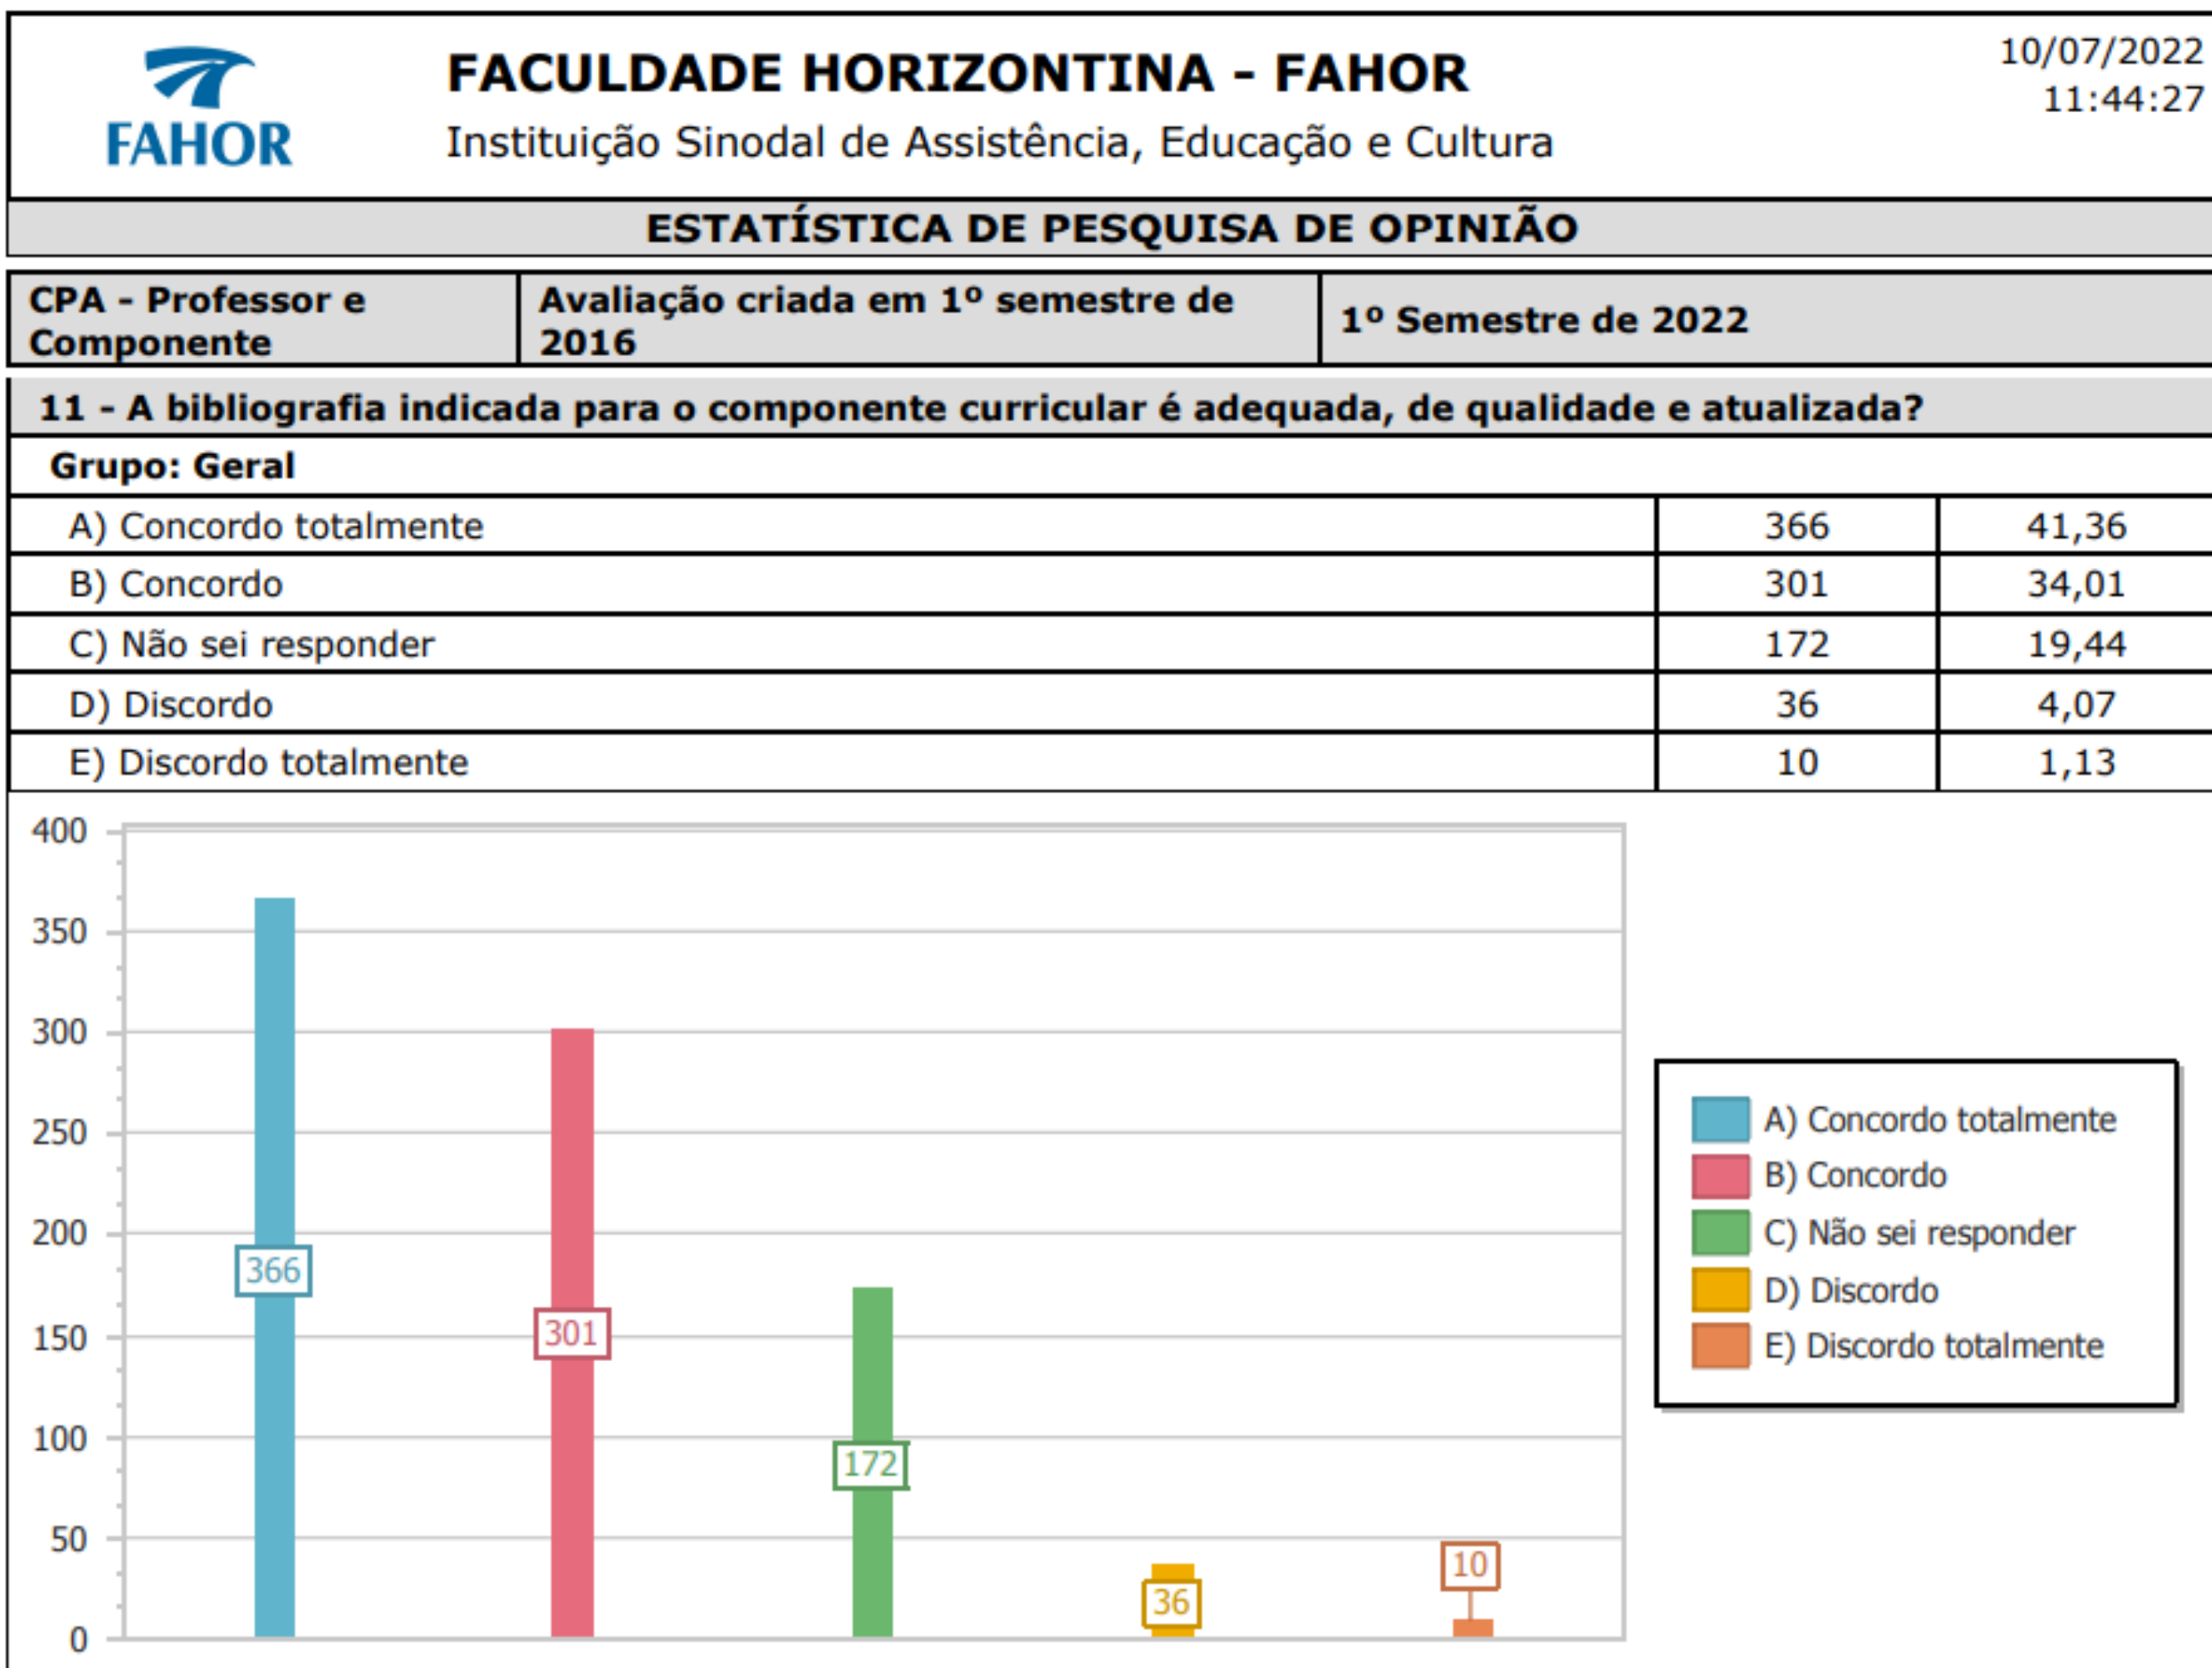 FAHOR
FACULDADE HORIZONTINA - FAHOR
Instituição Sinodal de Assistência, Educação e Cultura
10/07/2022
11:44:27
ESTATÍSTICA DE PESQUISA DE OPINIÃO
CPA - Professor e
Componente
Avaliação criada em 1º semestre de
2016
1º Semestre de 2022
11 - A bibliografia indicada para o componente curricular é adequada, de qualidade e atualizada?
Grupo: Geral
A) Concordo totalmente 366 41,36
B) Concordo 301 34,01
C) Não sei responder 172 19,44
D) Discordo 36 4,07
E) Discordo totalmente 10 1,13
400
350
300
250
200
150
100
50
0
366
301
172
36
10
A) Concordo totalmente
B) Concordo
C) Não sei responder
D) Discordo
E) Discordo totalmente